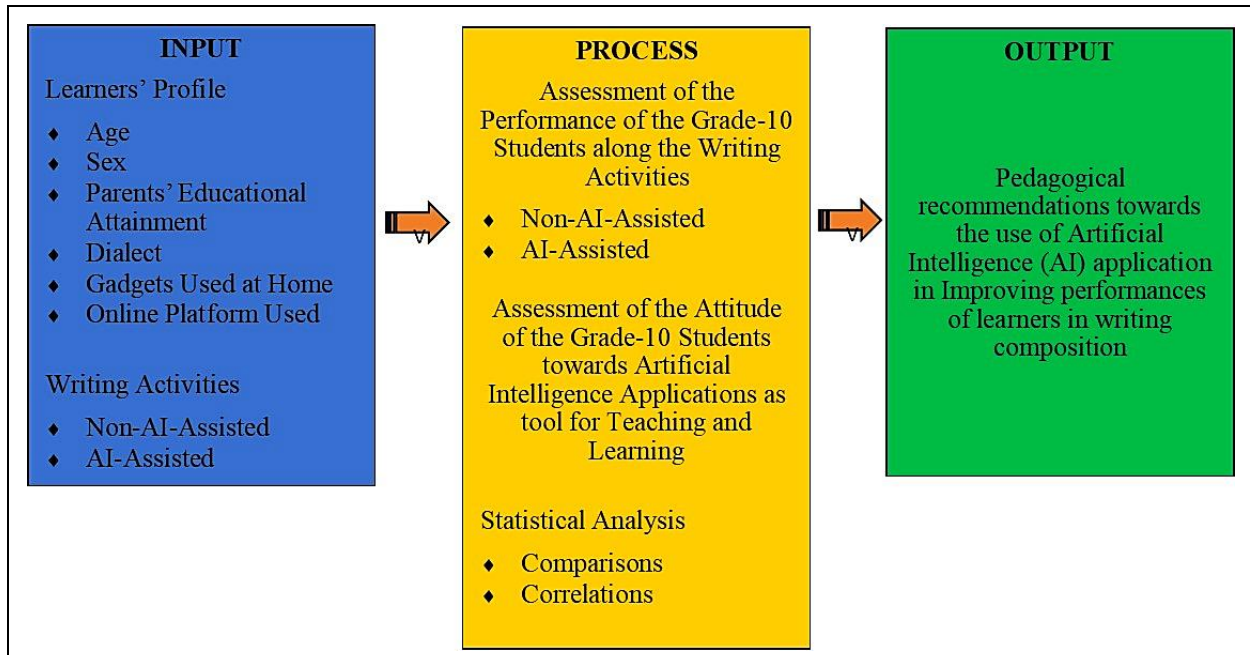 INPUT
Learners' Profile
♦ Age
♦ Sex
♦ Parents' Educational
Attainment
♦ Dialect
♦ Gadgets Used at Home
♦ Online Platform Used
Writing Activities
♦ Non-AI-Assisted
♦ AI-Assisted
PROCESS
Assessment of the
Performance of the Grade-10
Students along the Writing
Activities
♦ Non-AI-Assisted
♦ AI-Assisted
Assessment of the Attitude
of the Grade-10 Students
towards Artificial
Intelligence Applications as
tool for Teaching and
Learning
Statistical Analysis
♦ Comparisons
♦ Correlations
OUTPUT
Pedagogical
recommendations towards
the use of Artificial
Intelligence (AI) application
in Improving performances
of learners in writing
composition